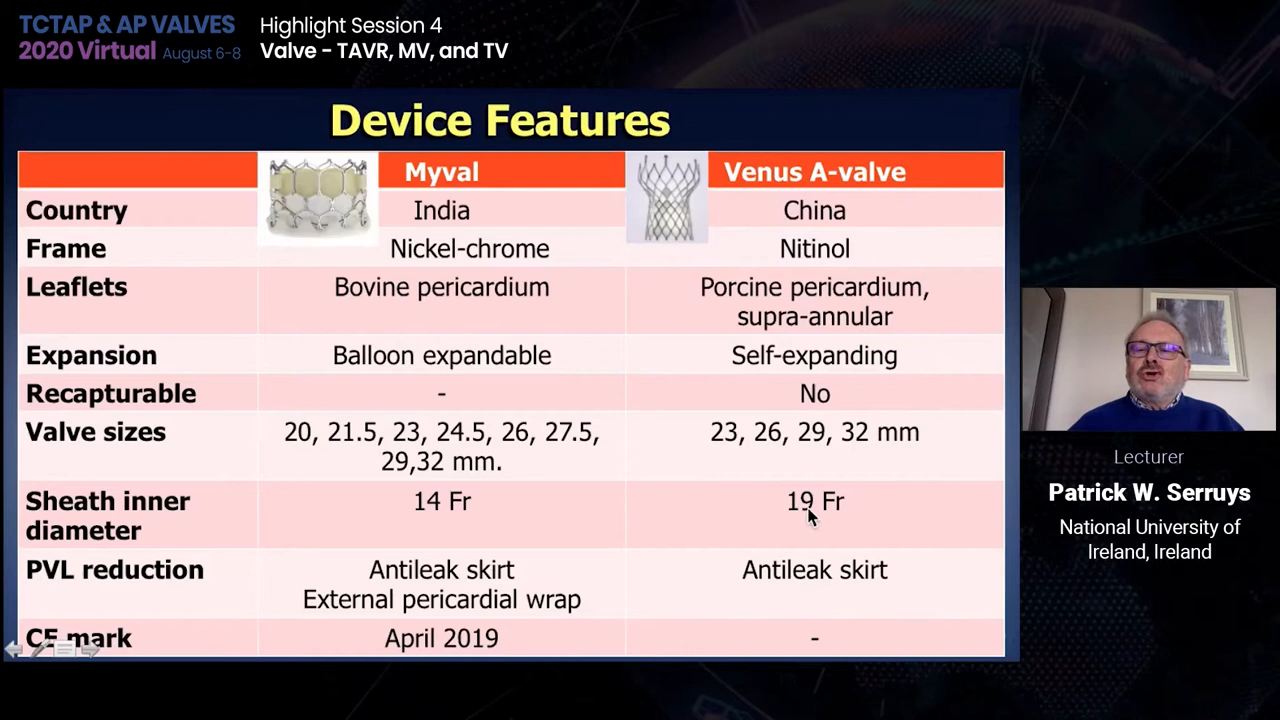 TCTAP & AP VALVES
2020 Virtual August 6-8
Highlight Session 4
Valve - TAVR, MV, and TV
Device Features
Myval
Venus A-valve
Country
India
China
Frame
Nickel-chrome
Nitinol
Leaflets
Bovine pericardium
Porcine pericardium,
supra-annular
Expansion
Balloon expandable
Self-expanding
Recapturable
-
No
Valve sizes
20, 21.5, 23, 24.5, 26, 27.5,
29,32 mm.
23, 26, 29, 32 mm
Sheath inner
diameter
14 Fr
19 Fr
PVL reduction
Antileak skirt
External pericardial wrap
Antileak skirt
CE mark
April 2019
-
Lecturer
Patrick W. Serruys
National University of
Ireland, Ireland